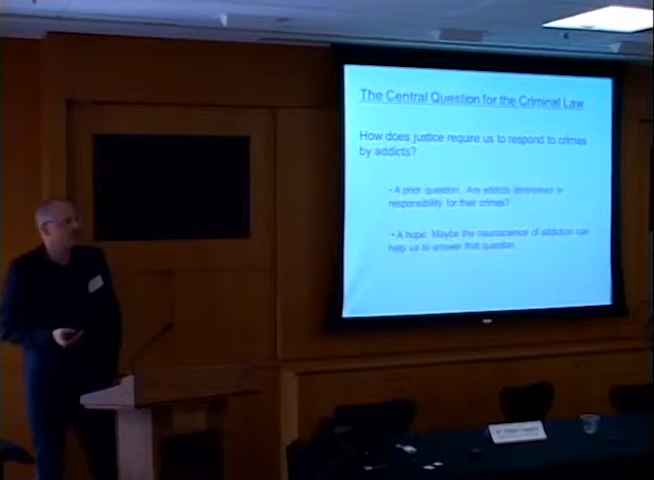 The Central Question for the Criminal Law
How does justice require us to respond to crimes
by addicts?
• A prior question: Are addicts diminished in
responsibility for their crimes?
• A hope: Maybe the neuroscience of addiction can
help us to answer that question.